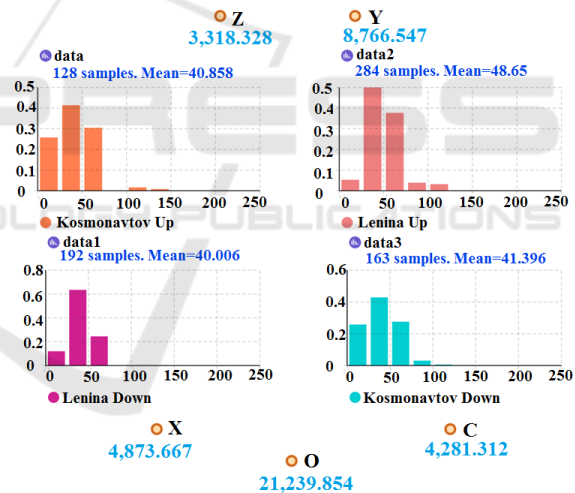 Z
3,318.328
Y
8,766.547
data
128 samples. Mean=40.858
0.5
0.4
0.3
0.2
0.1
0
0 50 100 150 200 250
Kosmonavtov Up
data2
284 samples. Mean=48.65
0.5
0.4
0.3
0.2
0.1
0
0 50 100 150 200 250
Lenina Up
data1
192 samples. Mean=40.006
0.8
0.6
0.4
0.2
0
0 50 100 150 200 250
Lenina Down
data3
163 samples. Mean=41.396
0.6
0.4
0.2
0
0 50 100 150 200 250
Kosmonavtov Down
X
4,873.667
C
4,281.312
O
21,239.854
PRESS
PUBLICATIONS